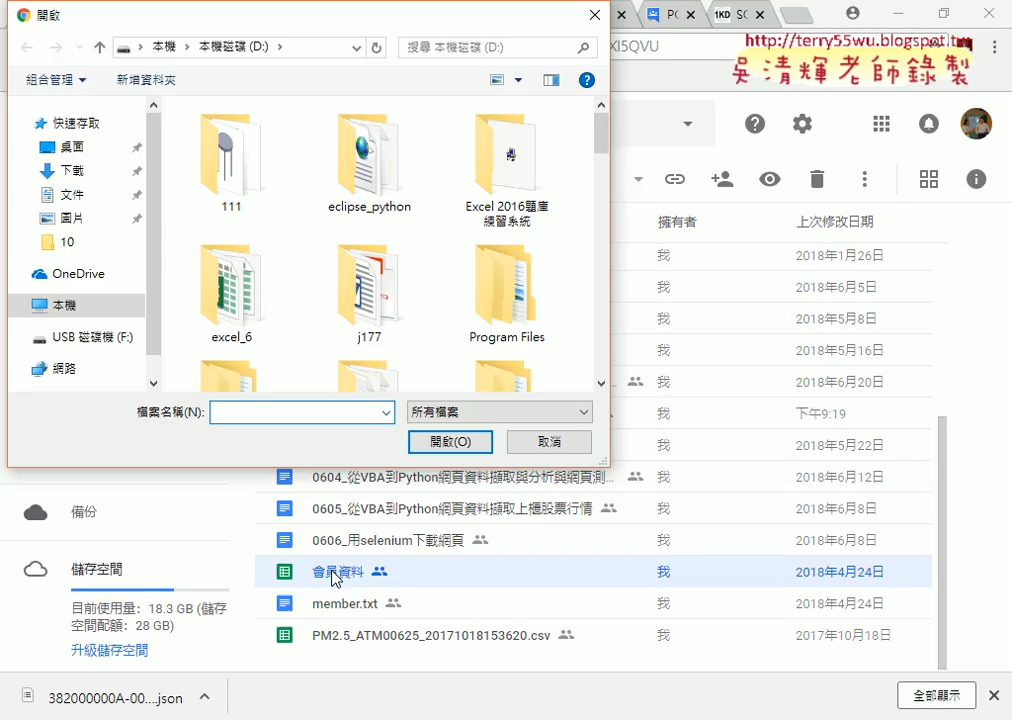 開啟
PC
1KD
SC
本機 > 本機磁碟 (D:) >
搜尋 本機磁碟 (D:)
XI5QVU
http://terry55wu.blogspot.tw
吳清輝老師錄製
組合管理
新增資料夾
快速存取
桌面
下載
文件
圖片
10
OneDrive
本機
USB 磁碟機 (F:)
網路
111
eclipse_python
Excel 2016題庫
練習系統
excel_6
j177
Program Files
檔案名稱(N):
所有檔案
開啟(O)
取消
擁有者
上次修改日期
我
2018年1月26日
我
2018年6月5日
我
2018年5月8日
我
2018年5月16日
我
2018年6月20日
我
下午9:19
我
2018年5月22日
0604_從VBA到Python網頁資料擷取與分析與網頁測...
我
2018年6月12日
0605_從VBA到Python網頁資料擷取上櫃股票行情
我
2018年6月8日
0606_用selenium下載網頁
我
2018年6月8日
會員資料
我
2018年4月24日
member.txt
我
2018年4月24日
PM2.5_ATM00625_20171018153620.csv
我
2017年10月18日
備份
儲存空間
目前使用量: 18.3 GB (儲存
空間配額: 28 GB)
升級儲存空間
382000000A-00....json
全部顯示